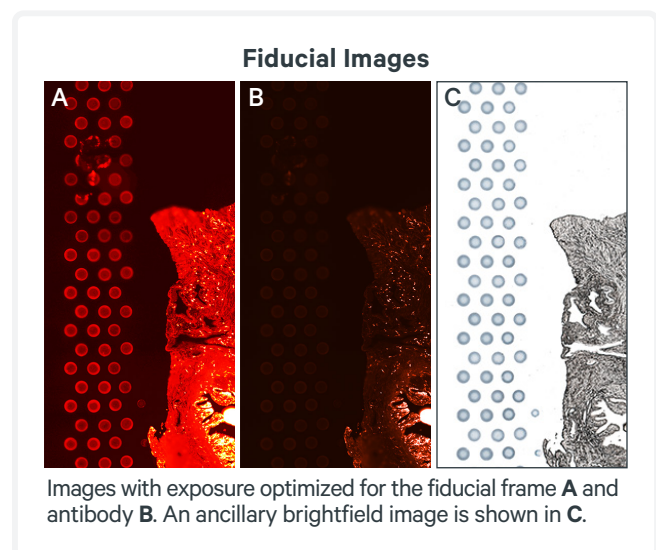 Fiducial Images
A
B
C
Images with exposure optimized for the fiducial frame A and
antibody B. An ancillary brightfield image is shown in C.